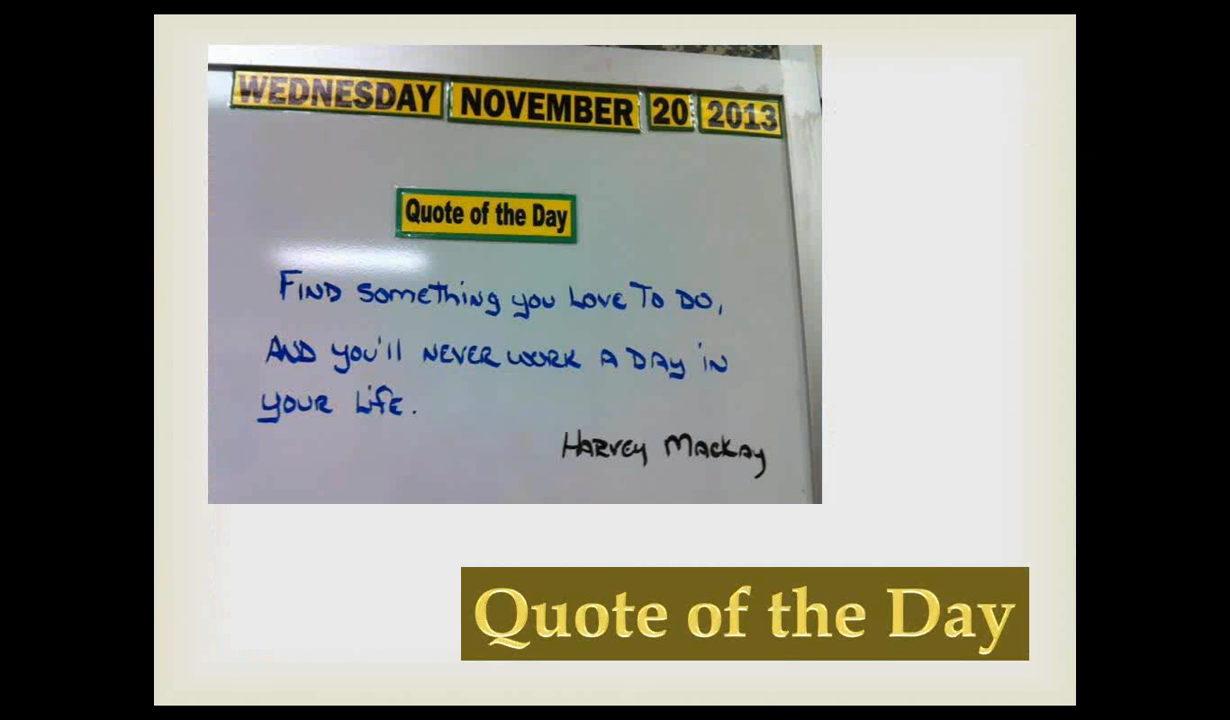 WEDNESDAY NOVEMBER 20 2013
Quote of the Day
FIND something you LOVE To DO,
AND you'll NEVER WORK A DAY iN
your Life.
HARVEY MACKAY
Quote of the Day